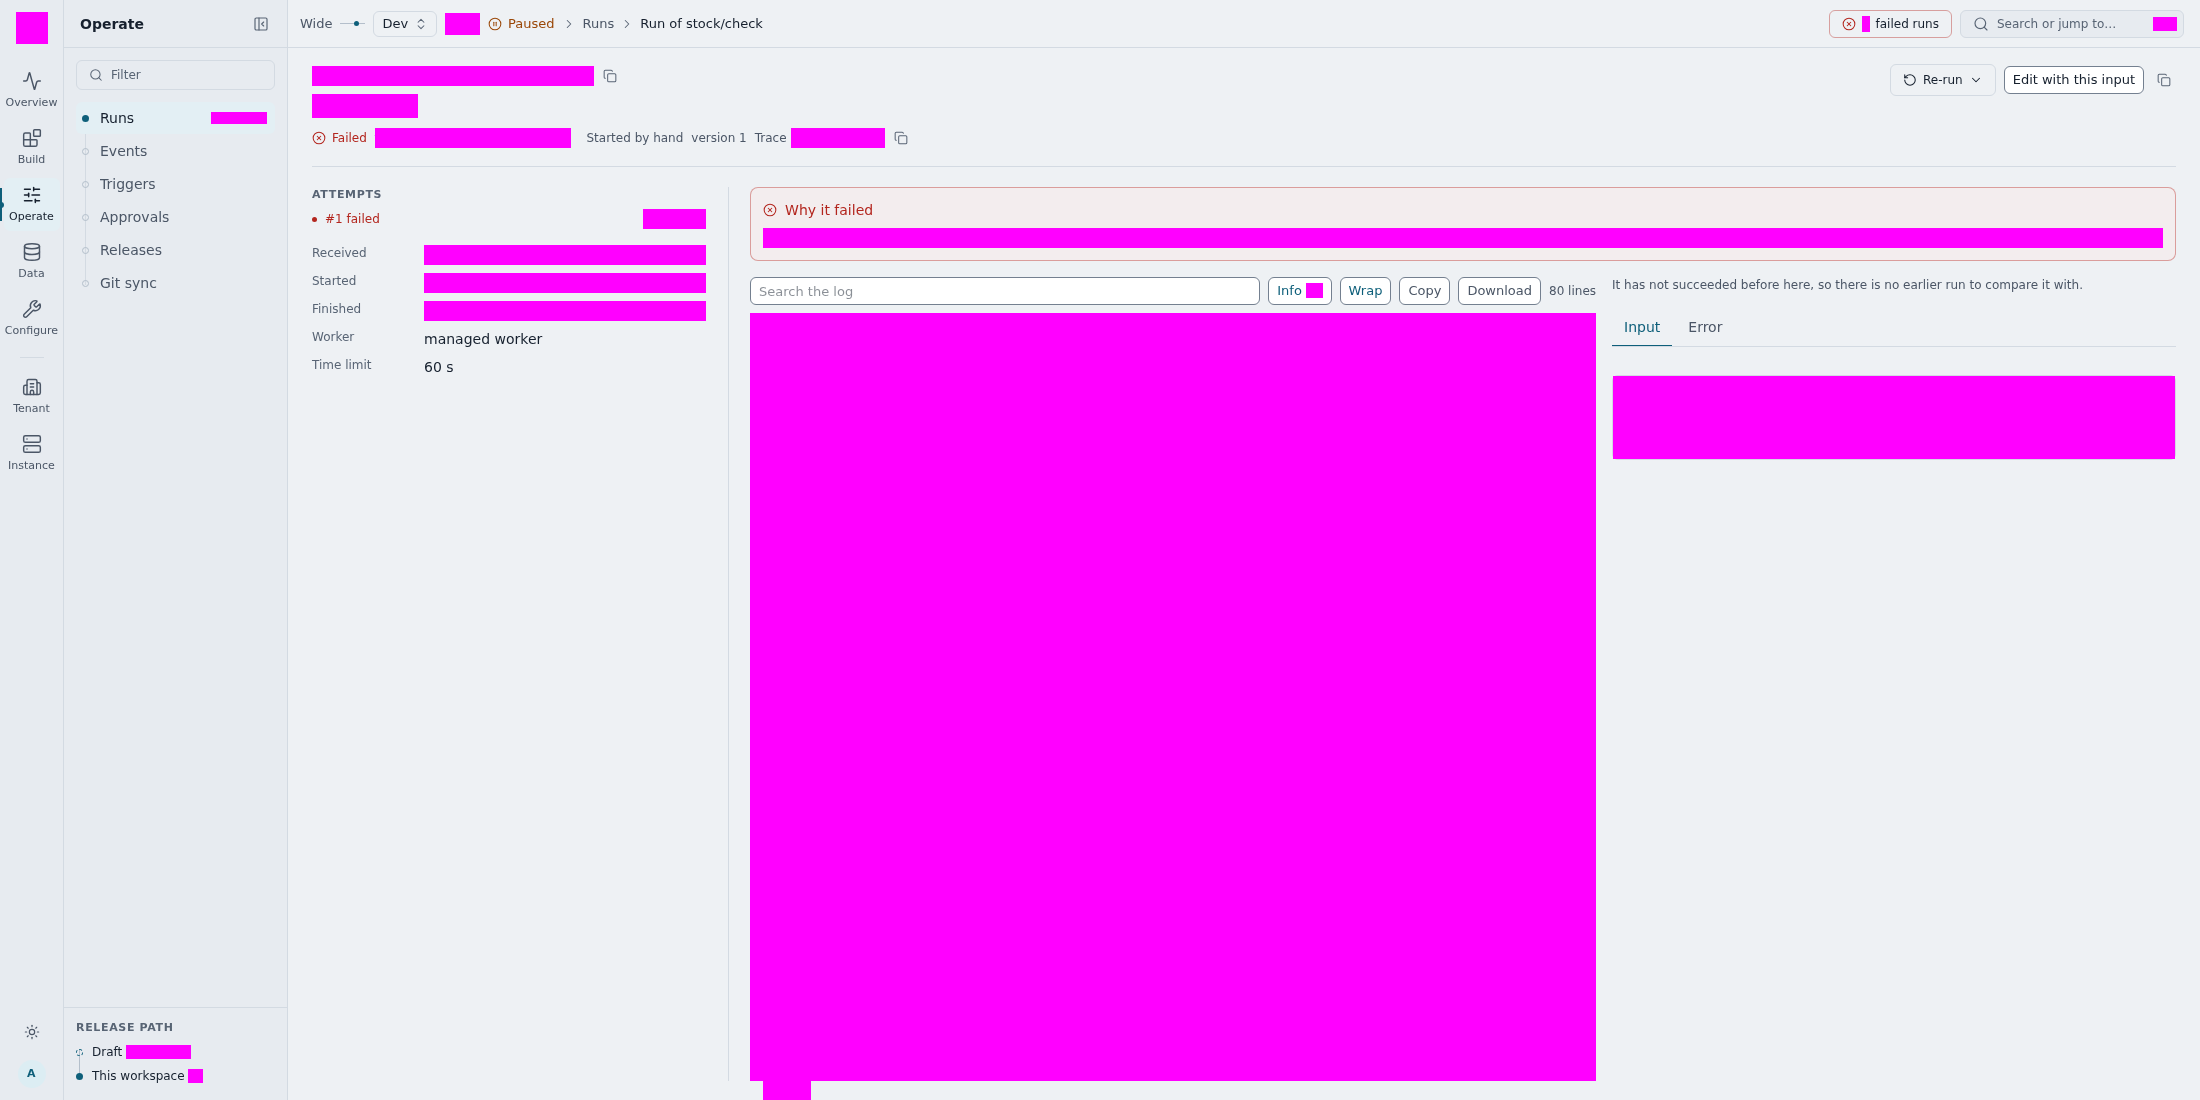 Operate
Wide
Dev
Paused
Runs
Run of stock/check
failed runs
Search or jump to...
Overview
Build
Operate
Data
Configure
Tenant
Instance
A
Filter
Runs
Events
Triggers
Approvals
Releases
Git sync
RELEASE PATH
Draft
This workspace
Re-run
Edit with this input
Failed
Started by hand version 1 Trace
ATTEMPTS
#1 failed
Received
Started
Finished
Worker managed worker
Time limit 60 s
Why it failed
Search the log
Info
Wrap
Copy
Download
80 lines
It has not succeeded before here, so there is no earlier run to compare it with.
Input
Error